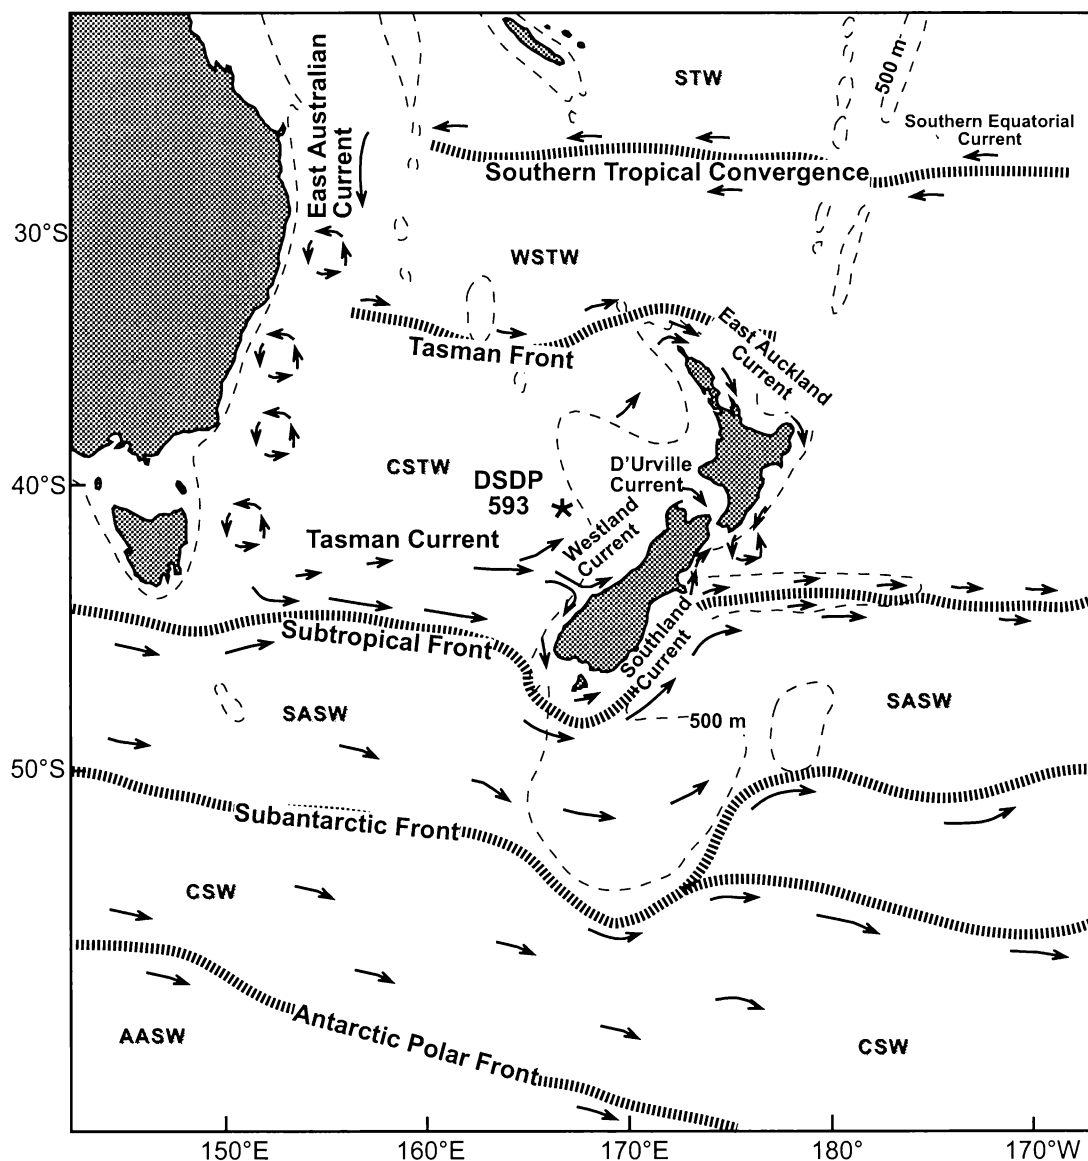 STW
500 m
East Australian
Current
Southern Equatorial
Current
Southern Tropical Convergence
30°S
WSTW
Tasman Front
East Auckland
Current
CSTW
DSDP
593
D'Urville
Current
40°S
Westland
Current
Tasman Current
Subtropical Front
Southland
Current
SASW
SASW
500 m
50°S
Subantarctic Front
CSW
Antarctic Polar Front
AASW
CSW
150°E
160°E
170°E
180°
170°W